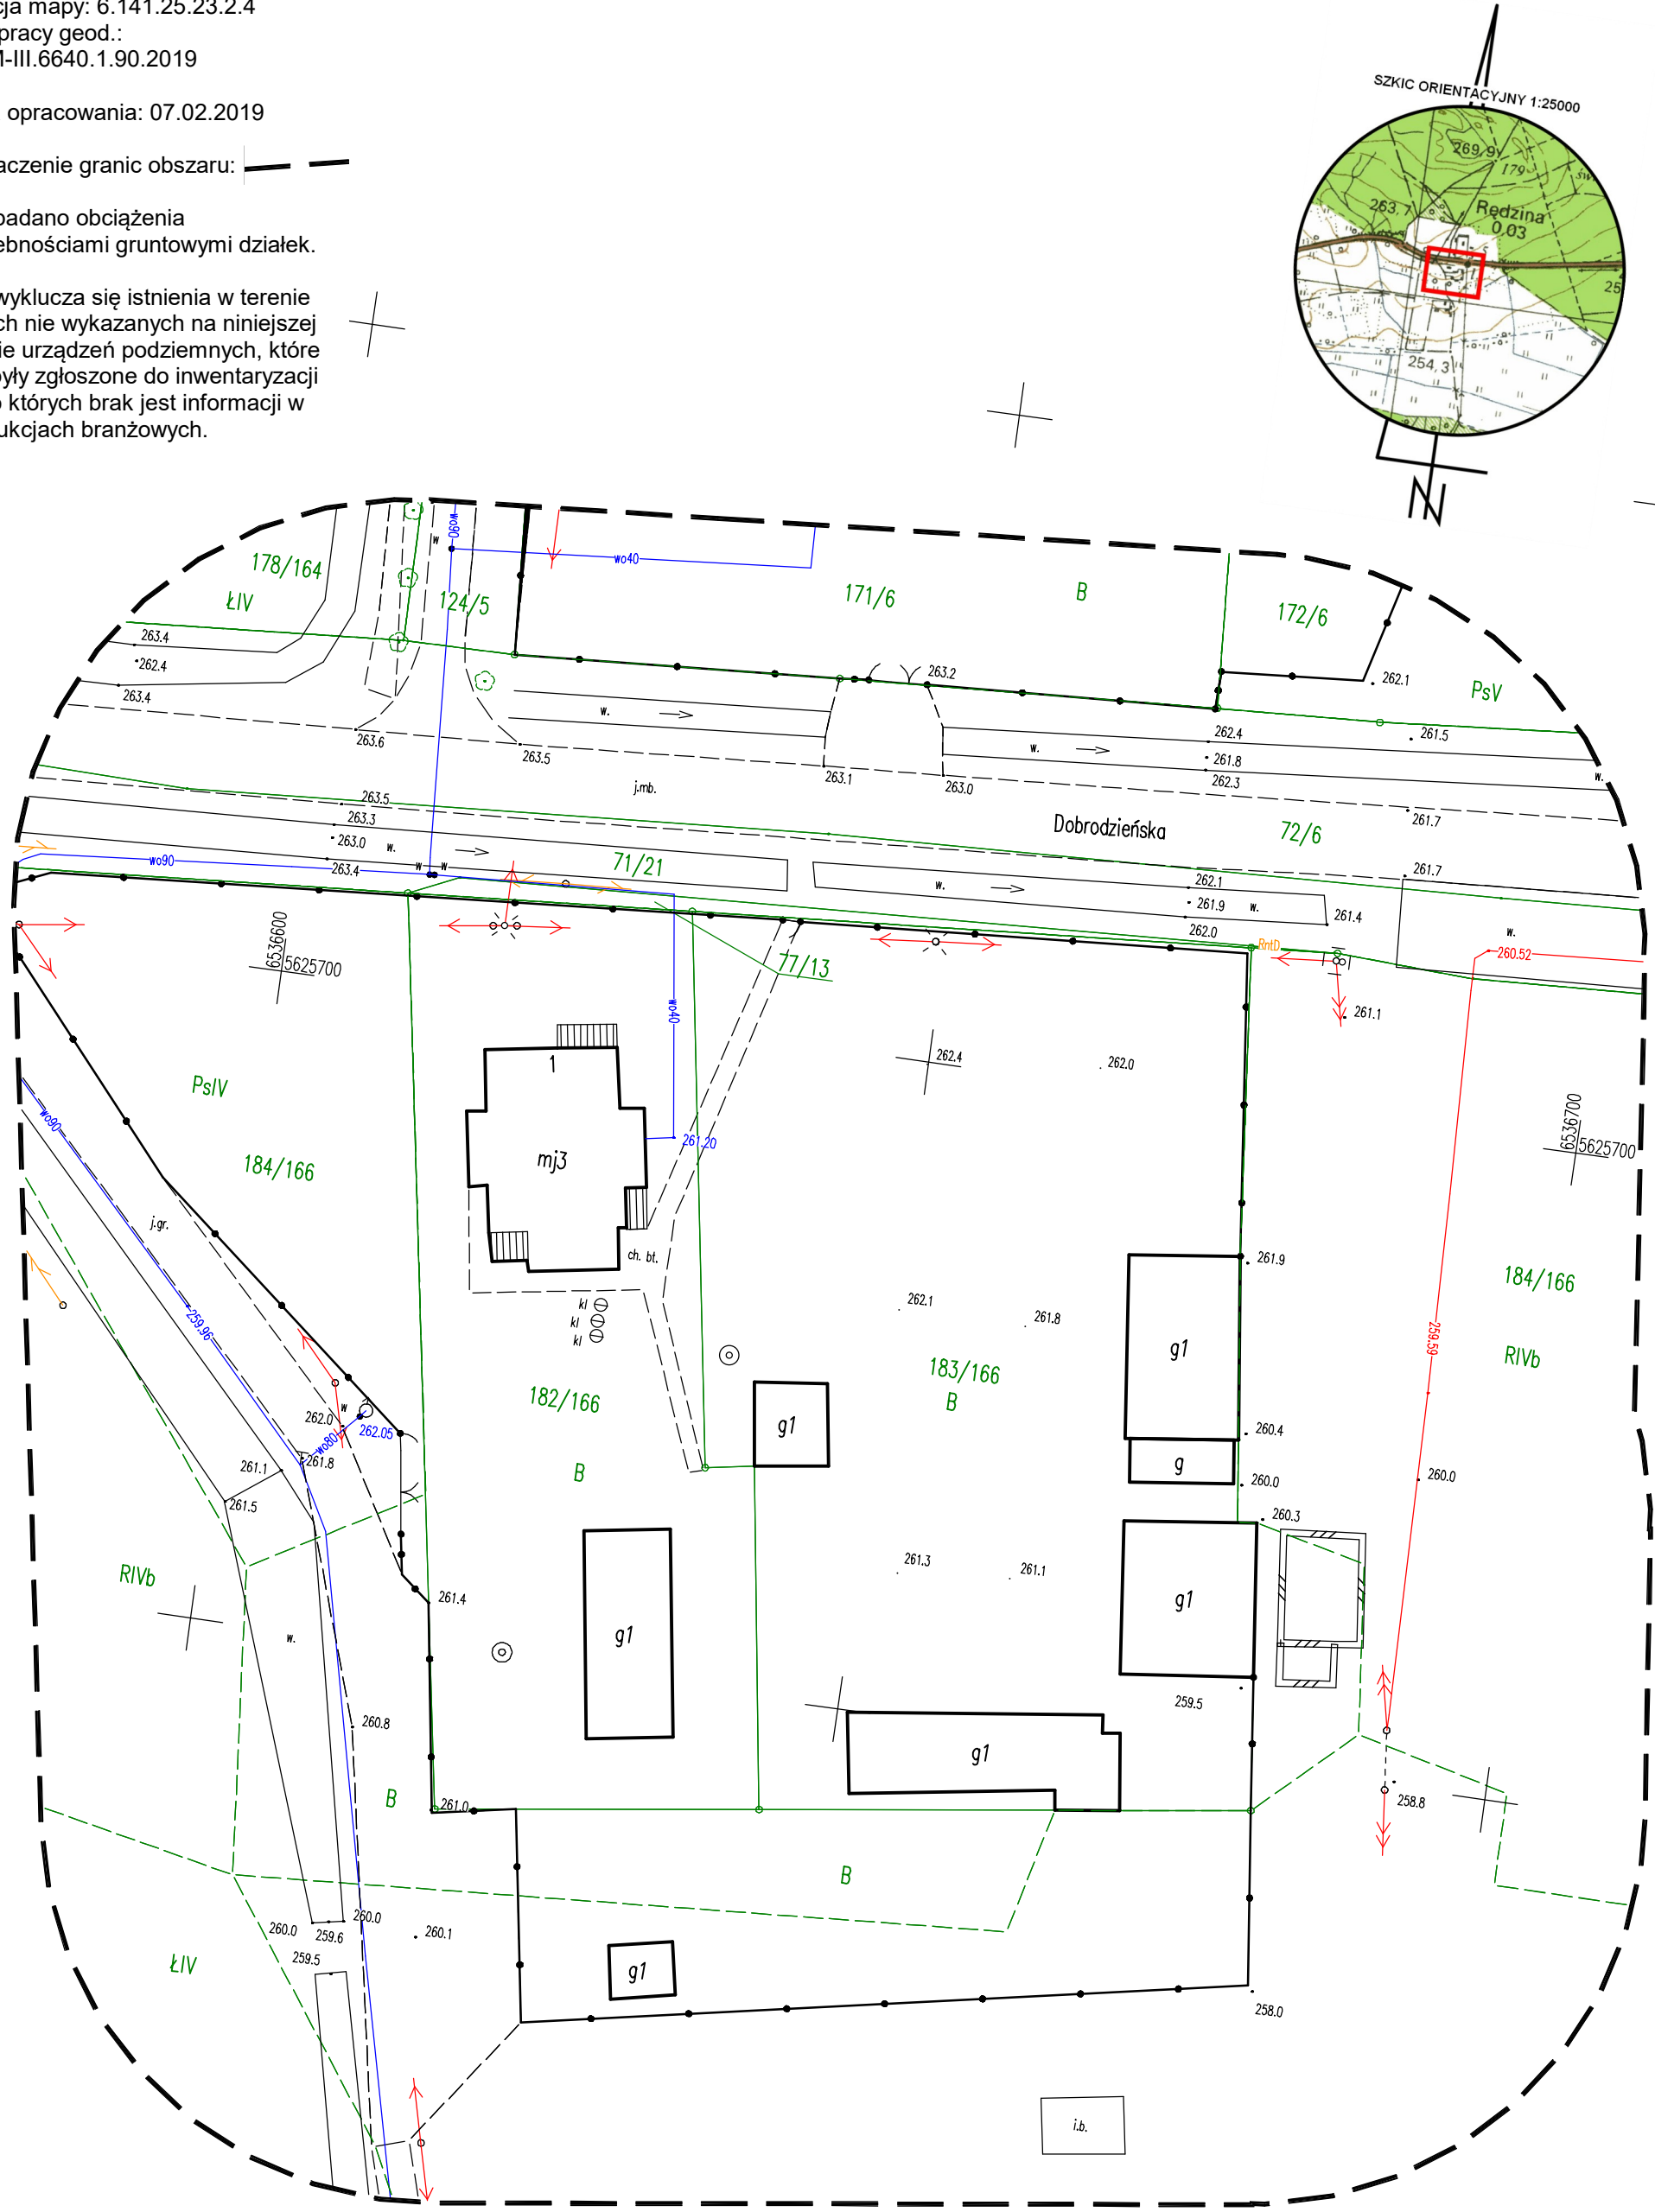 cja mapy: 6.141.25.23.2.4
pracy geod.:
M-III.6640.1.90.2019
opracowania: 07.02.2019
aczenie granic obszaru:
badano obciążenia
ebnościami gruntowymi działek.
wyklucza się istnienia w terenie
ch nie wykazanych na niniejszej
ie urządzeń podziemnych, które
były zgłoszone do inwentaryzacji
o których brak jest informacji w
ukcjach branżowych.
SZKIC ORIENTACYJNY 1:25000
269,9
179
263,7
Rędzina
0,03
25
254,3
N
178/164
ŁIV
w
wo90
124/5
wo40
171/6
B
172/6
263.4
262.4
263.4
263.2
262.1
PsV
w.
263.6
263.5
262.4
261.5
w.
261.8
263.1
263.0
262.3
w.
j.mb.
263.5
263.3
Dobrodzieńska
72/6
261.7
263.0
w.
wo90
263.4
w
w
71/21
261.7
w.
262.1
261.9
w.
261.4
262.0
w.
RntD
260.52
6536600
5625700
77/13
wo40
261.1
262.4
262.0
1
PsIV
wo90
6536700
5625700
261.20
mj3
184/166
j.gr.
ch. bt.
261.9
184/166
kl
kl
kl
262.1
261.8
259.96
g1
259.59
RIVb
183/166
B
182/166
g1
w
262.0
262.05
wo80
261.8
260.4
261.1
B
g
260.0
260.0
261.5
260.3
261.3
261.1
RIVb
261.4
g1
w.
g1
259.5
260.8
g1
B
261.0
258.8
B
260.0
260.0
259.6
260.1
259.5
ŁIV
g1
258.0
i.b.